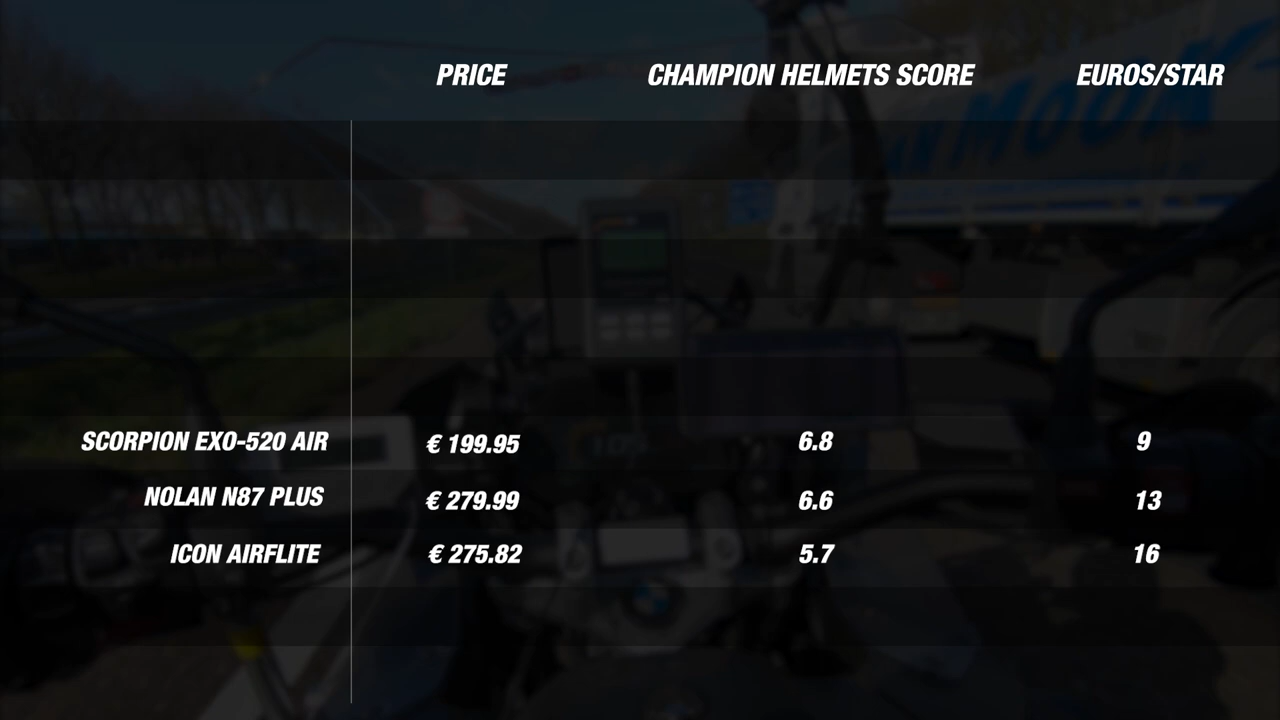 PRICE CHAMPION HELMETS SCORE EUROS/STAR
SCORPION EXO-520 AIR € 199.95 6.8 9
NOLAN N87 PLUS € 279.99 6.6 13
ICON AIRFLITE € 275.82 5.7 16
MOON